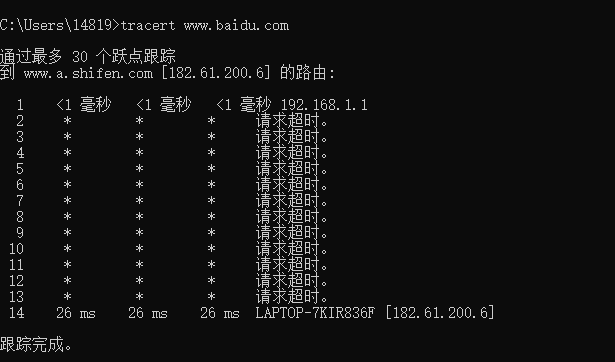 C:\Users\14819>tracert www.baidu.com
通过最多 30 个跃点跟踪
到 www.a.shifen.com [182.61.200.6] 的路由:
1 <1 毫秒 <1 毫秒 <1 毫秒 192.168.1.1
2 * * * 请求超时。
3 * * * 请求超时。
4 * * * 请求超时。
5 * * * 请求超时。
6 * * * 请求超时。
7 * * * 请求超时。
8 * * * 请求超时。
9 * * * 请求超时。
10 * * * 请求超时。
11 * * * 请求超时。
12 * * * 请求超时。
13 * * * 请求超时。
14 26 ms 26 ms 26 ms LAPTOP-7KIR836F [182.61.200.6]
跟踪完成。